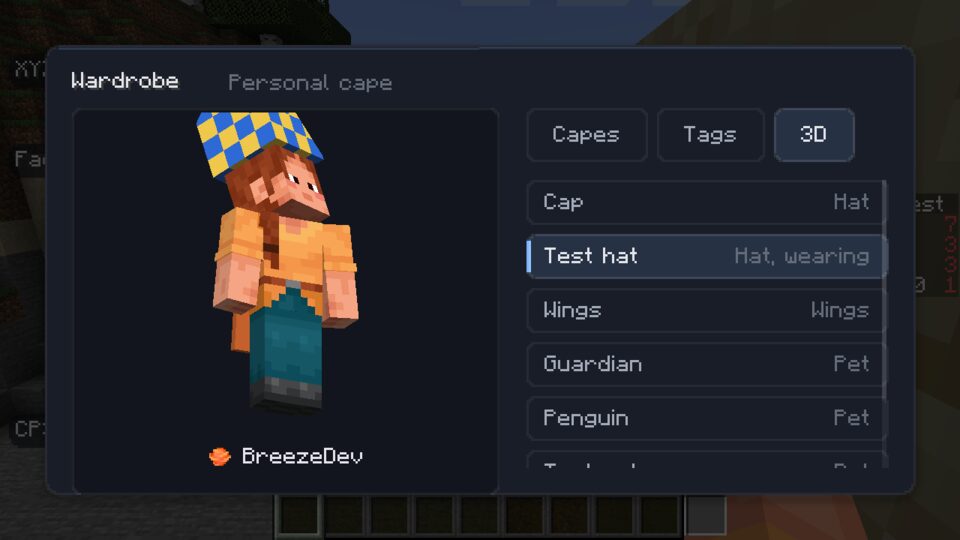 Wardrobe
Personal cape
Capes
Tags
3D
Cap
Hat
Test hat
Hat, wearing
Wings
Wings
Guardian
Pet
Penguin
Pet
BreezeDev
XYZ